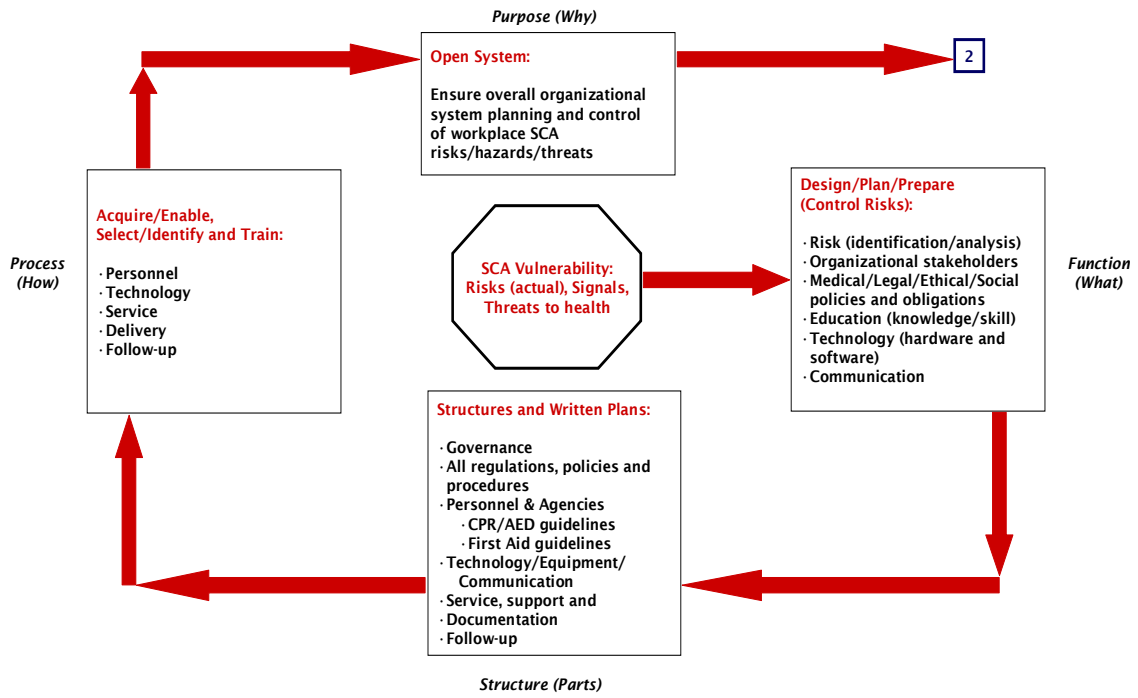 Purpose (Why)
Open System:
Ensure overall organizational
system planning and control
of workplace SCA
risks/hazards/threats
2
Design/Plan/Prepare
(Control Risks):
· Risk (identification/analysis)
· Organizational stakeholders
· Medical/Legal/Ethical/Social
policies and obligations
· Education (knowledge/skill)
· Technology (hardware and
software)
· Communication
Function
(What)
SCA Vulnerability:
Risks (actual), Signals,
Threats to health
Structures and Written Plans:
· Governance
· All regulations, policies and
procedures
· Personnel & Agencies
· CPR/AED guidelines
· First Aid guidelines
· Technology/Equipment/
Communication
· Service, support and
· Documentation
· Follow-up
Structure (Parts)
Acquire/Enable,
Select/Identify and Train:
· Personnel
· Technology
· Service
· Delivery
· Follow-up
Process
(How)